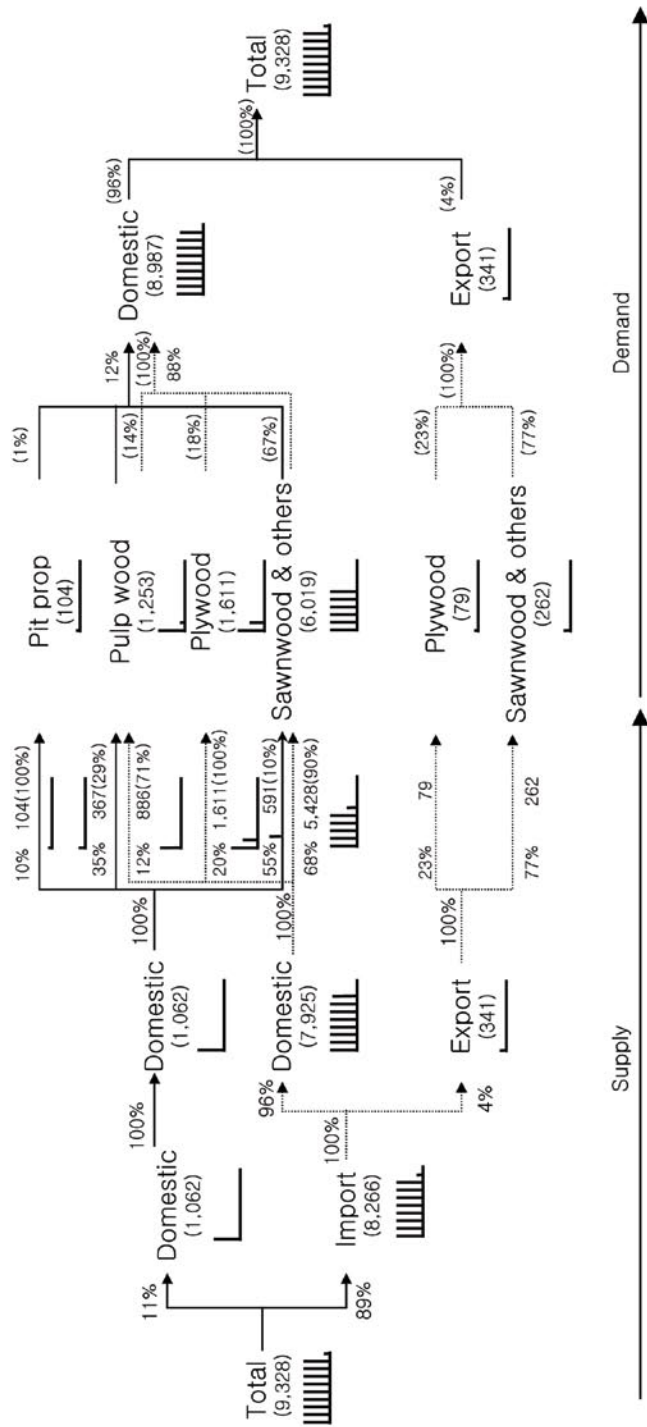 Total
(9,328)
11%
89%
Domestic
(1,062)
Import
(8,266)
100%
100%
96%
4%
Domestic
(1,062)
Domestic
(7,925)
Export
(341)
100%
100%
100%
10% 104(100%)
35% 367(29%)
12% 886(71%)
20% 1,611(100%)
55% 591(10%)
68% 5,428(90%)
23% 79
77% 262
Pit prop
(104)
Pulp wood
(1,253)
Plywood
(1,611)
Sawnwood & others
(6,019)
Plywood
(79)
Sawnwood & others
(262)
(1%)
(14%)
(18%)
(67%)
(23%)
(77%)
12%
(100%)
88%
(100%)
Domestic
(8,987)
Export
(341)
(96%)
(4%)
(100%)
Total
(9,328)
Supply
Demand